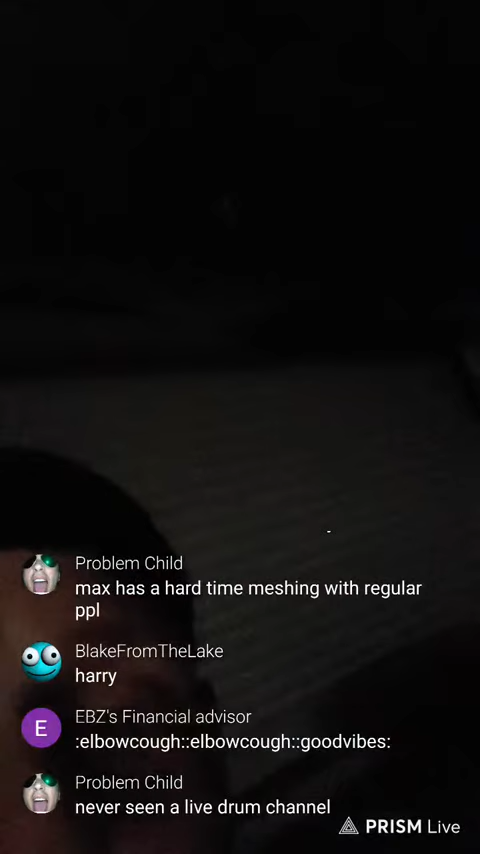 Problem Child
max has a hard time meshing with regular
ppl
BlakeFromTheLake
harry
E
EBZ's Financial advisor
:elbowcough::elbowcough::goodvibes:
Problem Child
never seen a live drum channel
PRISM Live